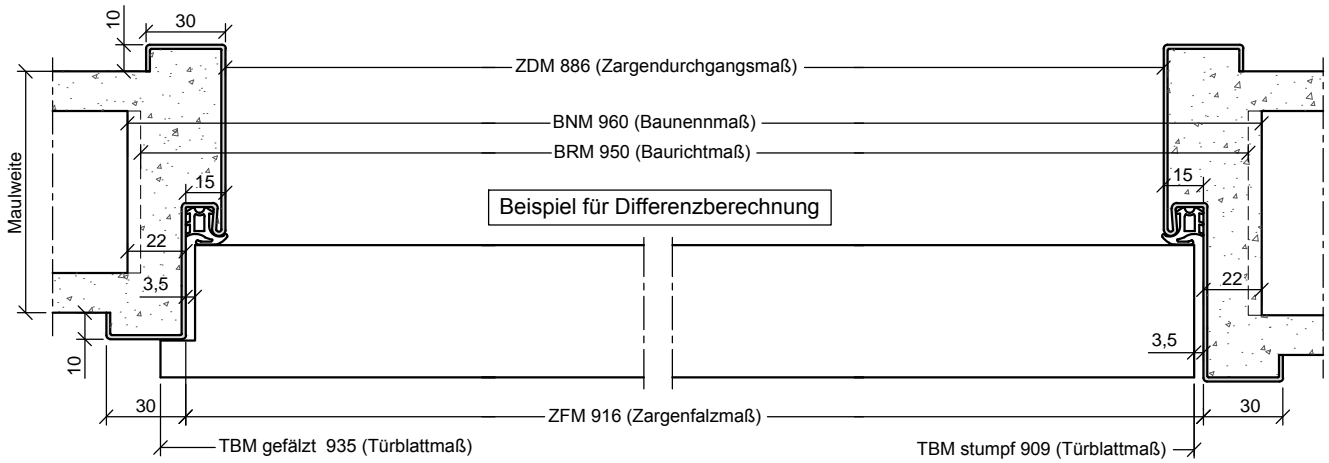 30
10
ZDM 886 (Zargendurchgangsmaß)
BNM 960 (Baunennmaß)
BRM 950 (Baurichtmaß)
Maulweite
15
15
Beispiel für Differenzberechnung
22
22
3,5
3,5
10
30
ZFM 916 (Zargenfalzmaß)
30
TBM gefälzt 935 (Türblattmaß)
TBM stumpf 909 (Türblattmaß)